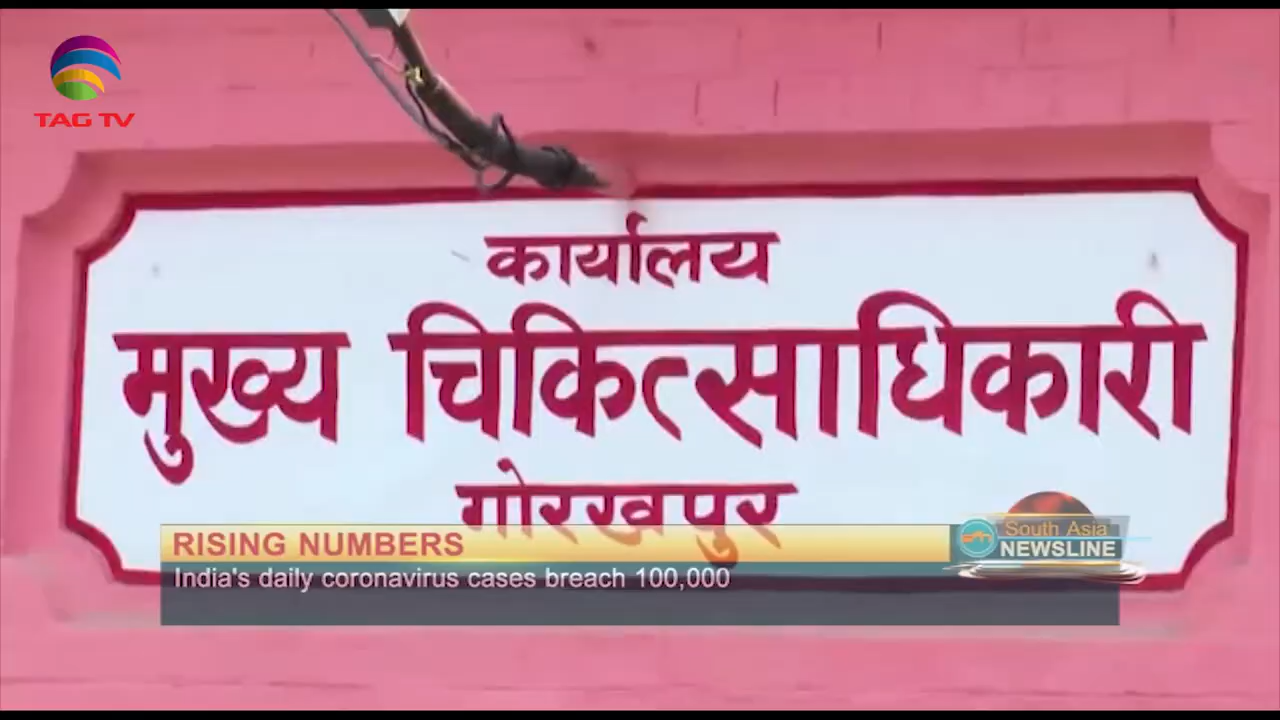 TAG TV
कार्यालय
मुख्य चिकित्साधिकारी
गोरखपुर
RISING NUMBERS
India's daily coronavirus cases breach 100,000
South Asia
NEWSLINE